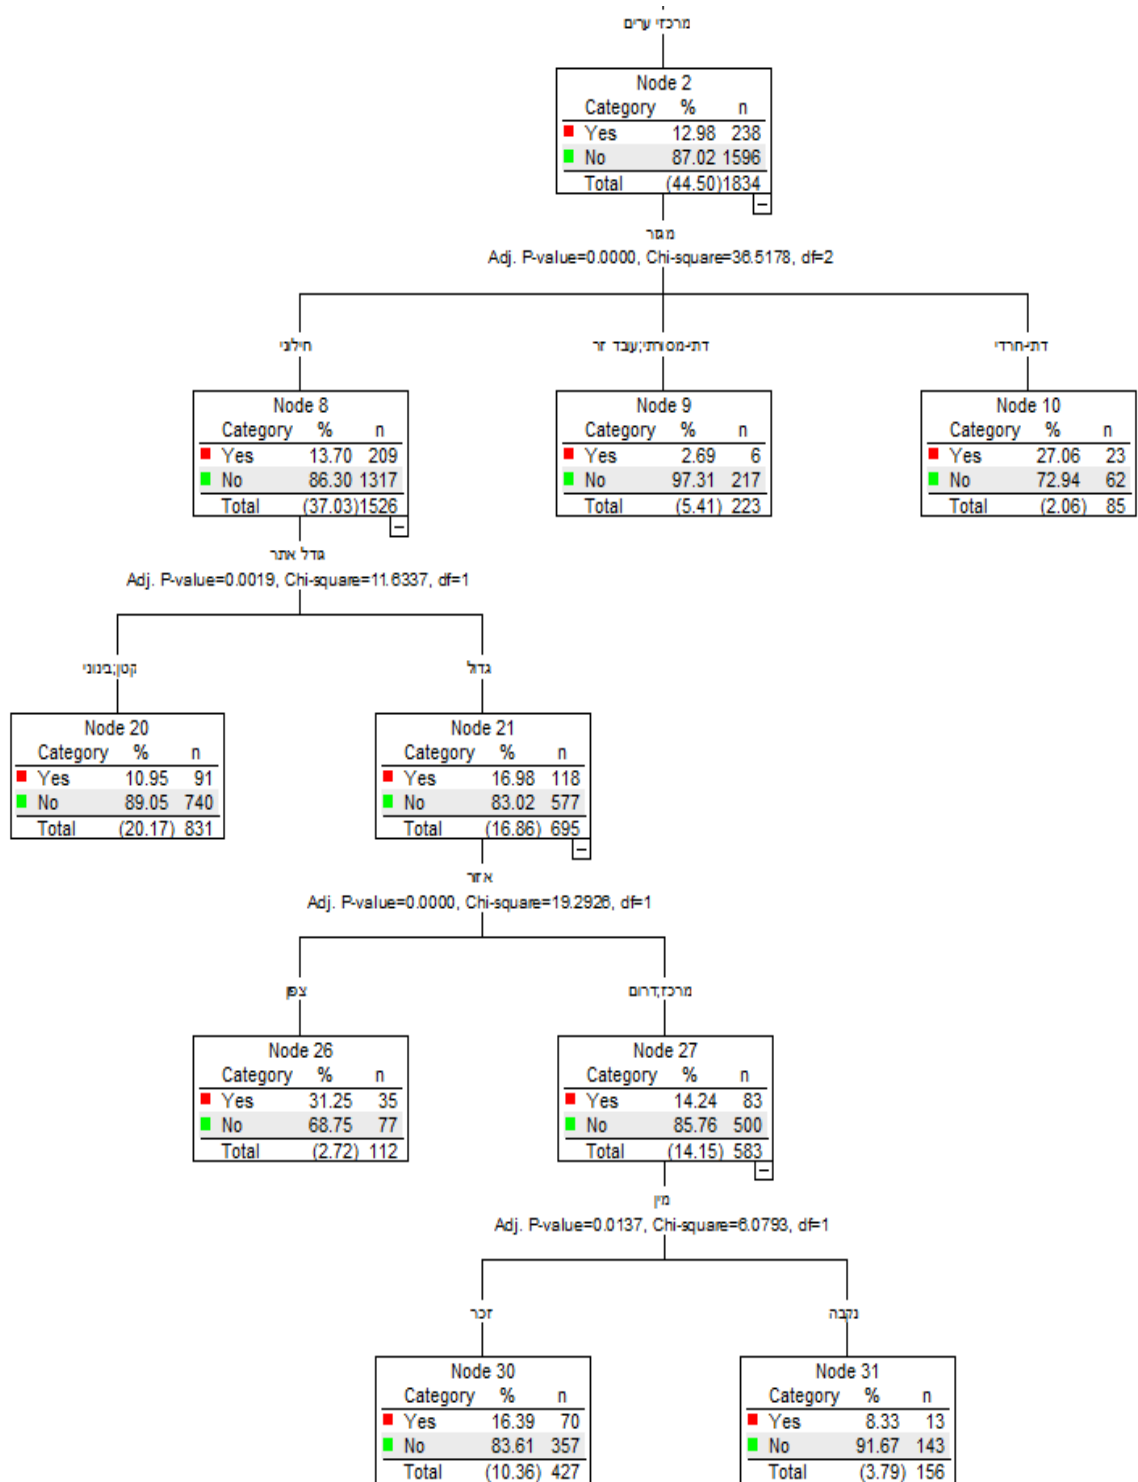 מרכזי ערים
Node 2
Category % n
Yes 12.98 238
No 87.02 1596
Total (44.50)1834
מגזר
Adj. P-value=0.0000, Chi-square=36.5178, df=2
חילוני
דתי-מסורתי;עובד זר
דתי-חרדי
Node 8
Category % n
Yes 13.70 209
No 86.30 1317
Total (37.03)1526
Node 9
Category % n
Yes 2.69 6
No 97.31 217
Total (5.41) 223
Node 10
Category % n
Yes 27.06 23
No 72.94 62
Total (2.06) 85
גודל אתר
Adj. P-value=0.0019, Chi-square=11.6337, df=1
קטן;בינוני
גדול
Node 20
Category % n
Yes 10.95 91
No 89.05 740
Total (20.17) 831
Node 21
Category % n
Yes 16.98 118
No 83.02 577
Total (16.86) 695
אזור
Adj. P-value=0.0000, Chi-square=19.2926, df=1
צפון
מרכז;דרום
Node 26
Category % n
Yes 31.25 35
No 68.75 77
Total (2.72) 112
Node 27
Category % n
Yes 14.24 83
No 85.76 500
Total (14.15) 583
מין
Adj. P-value=0.0137, Chi-square=6.0793, df=1
זכר
נקבה
Node 30
Category % n
Yes 16.39 70
No 83.61 357
Total (10.36) 427
Node 31
Category % n
Yes 8.33 13
No 91.67 143
Total (3.79) 156